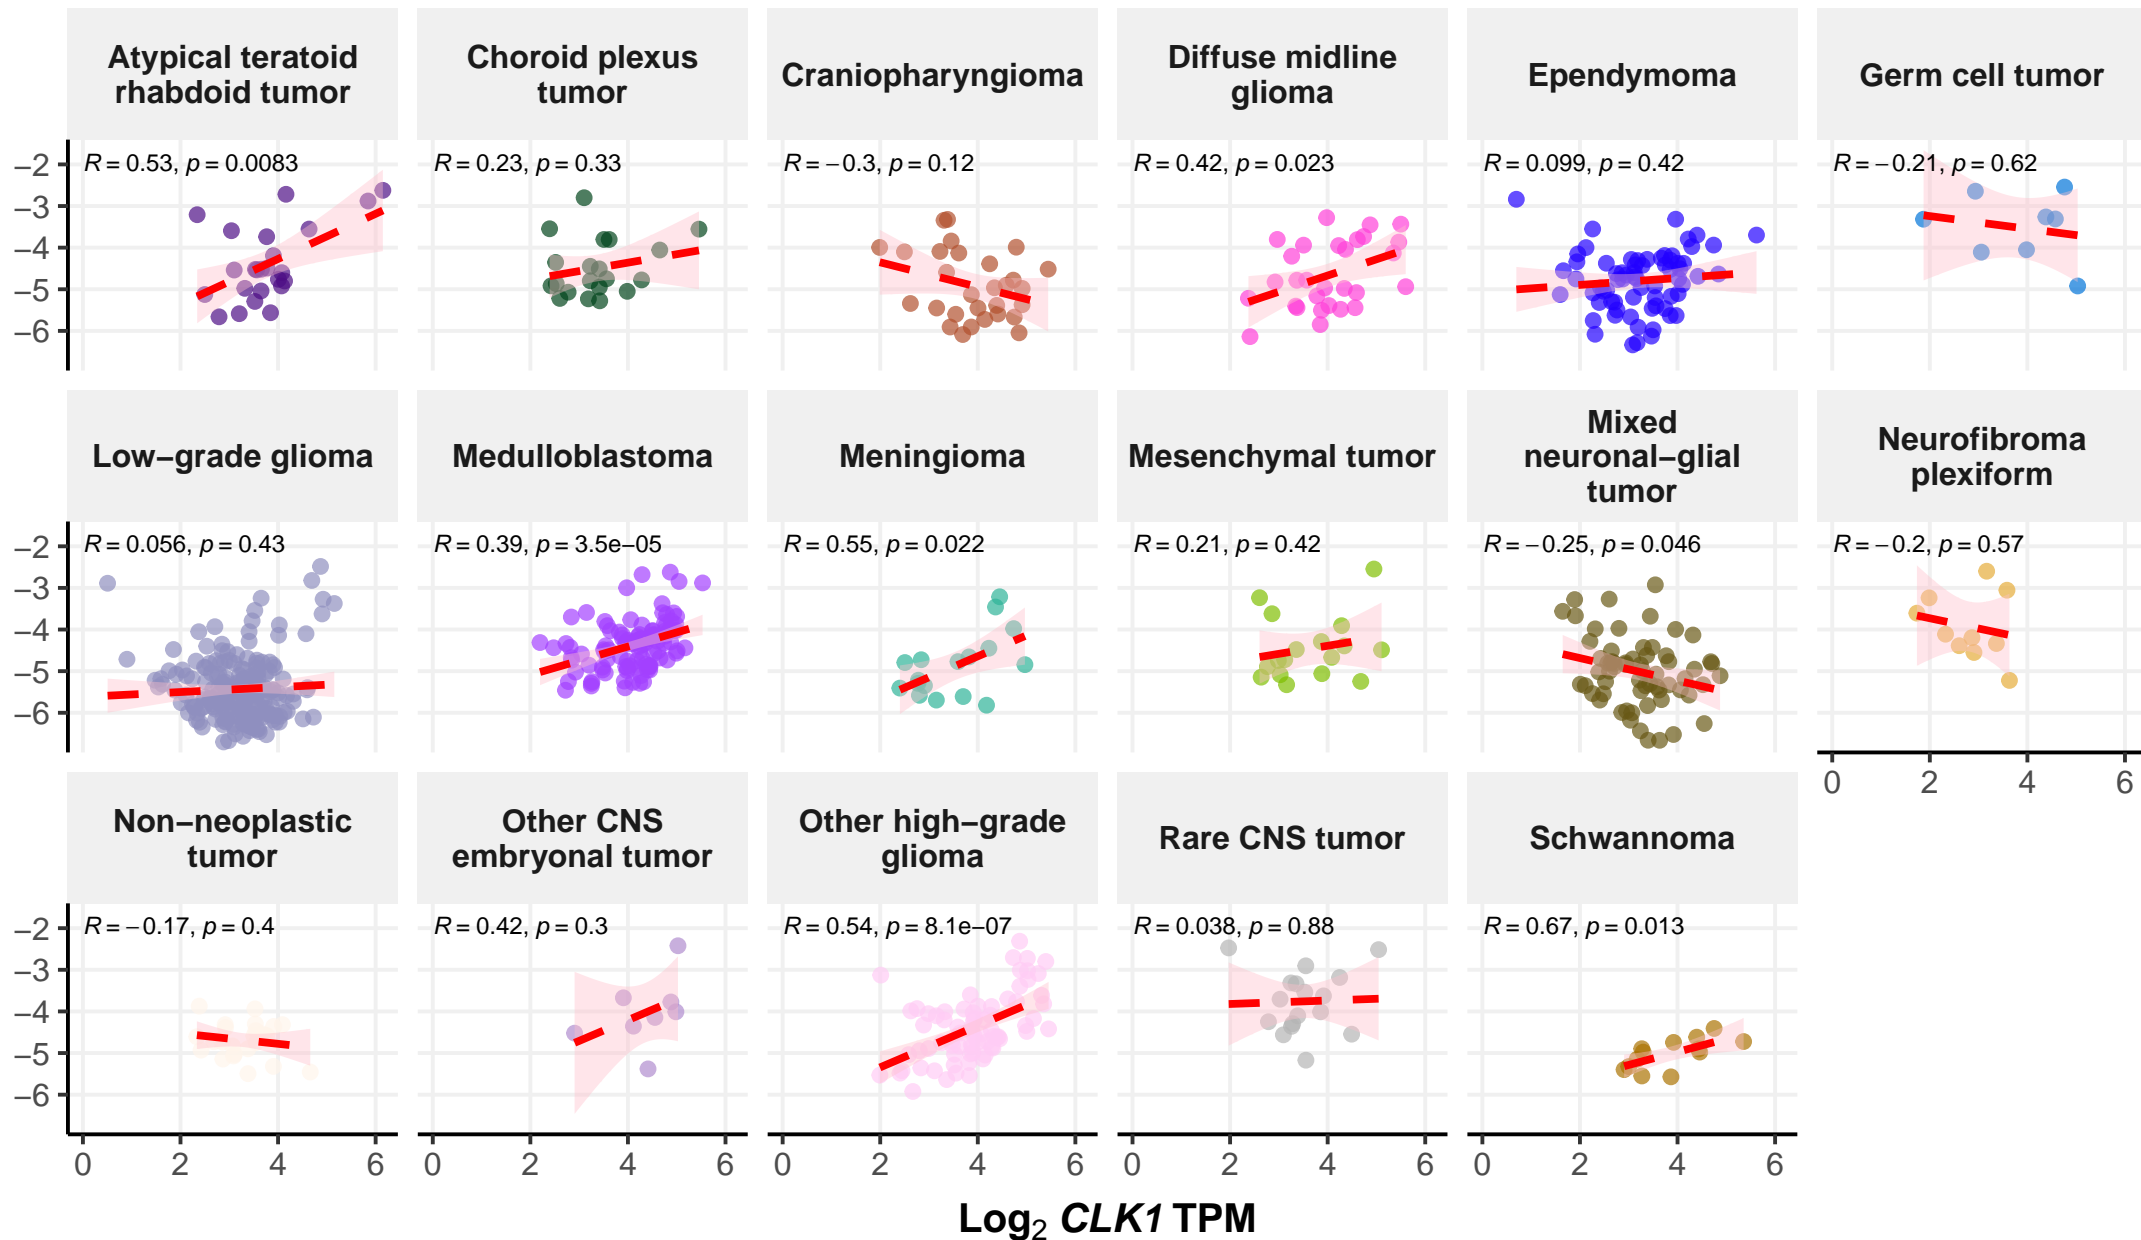 Atypical teratoid
rhabdoid tumor
Choroid plexus
tumor
Craniopharyngioma
Diffuse midline
glioma
Ependymoma
Germ cell tumor
R = 0.53, p = 0.0083
R = 0.23, p = 0.33
R = −0.3, p = 0.12
R = 0.42, p = 0.023
R = 0.099, p = 0.42
R = −0.21, p = 0.62
−2
−3
−4
−5
−6
Low−grade glioma
Medulloblastoma
Meningioma
Mesenchymal tumor
Mixed
neuronal−glial
tumor
Neurofibroma
plexiform
R = 0.056, p = 0.43
R = 0.39, p = 3.5e−05
R = 0.55, p = 0.022
R = 0.21, p = 0.42
R = −0.25, p = 0.046
R = −0.2, p = 0.57
−2
−3
−4
−5
−6
0 2 4 6
Non−neoplastic
tumor
Other CNS
embryonal tumor
Other high−grade
glioma
Rare CNS tumor
Schwannoma
R = −0.17, p = 0.4
R = 0.42, p = 0.3
R = 0.54, p = 8.1e−07
R = 0.038, p = 0.88
R = 0.67, p = 0.013
−2
−3
−4
−5
−6
0 2 4 6
0 2 4 6
0 2 4 6
0 2 4 6
0 2 4 6
Log₂ CLK1 TPM